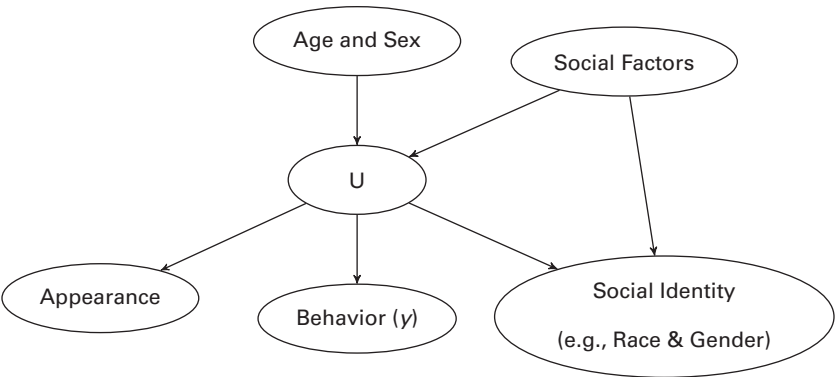 Age and Sex
Social Factors
U
Appearance
Behavior (y)
Social Identity
(e.g., Race & Gender)